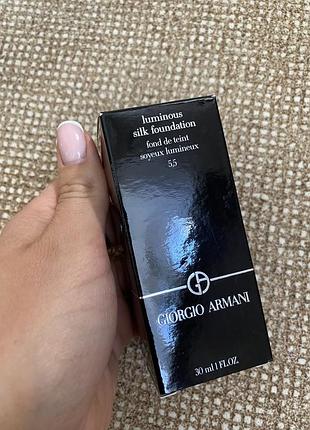 luminous
silk foundation
fond de teint
soyeux lumineux
5,5
GIORGIO ARMANI
30 ml 1 FL.OZ.